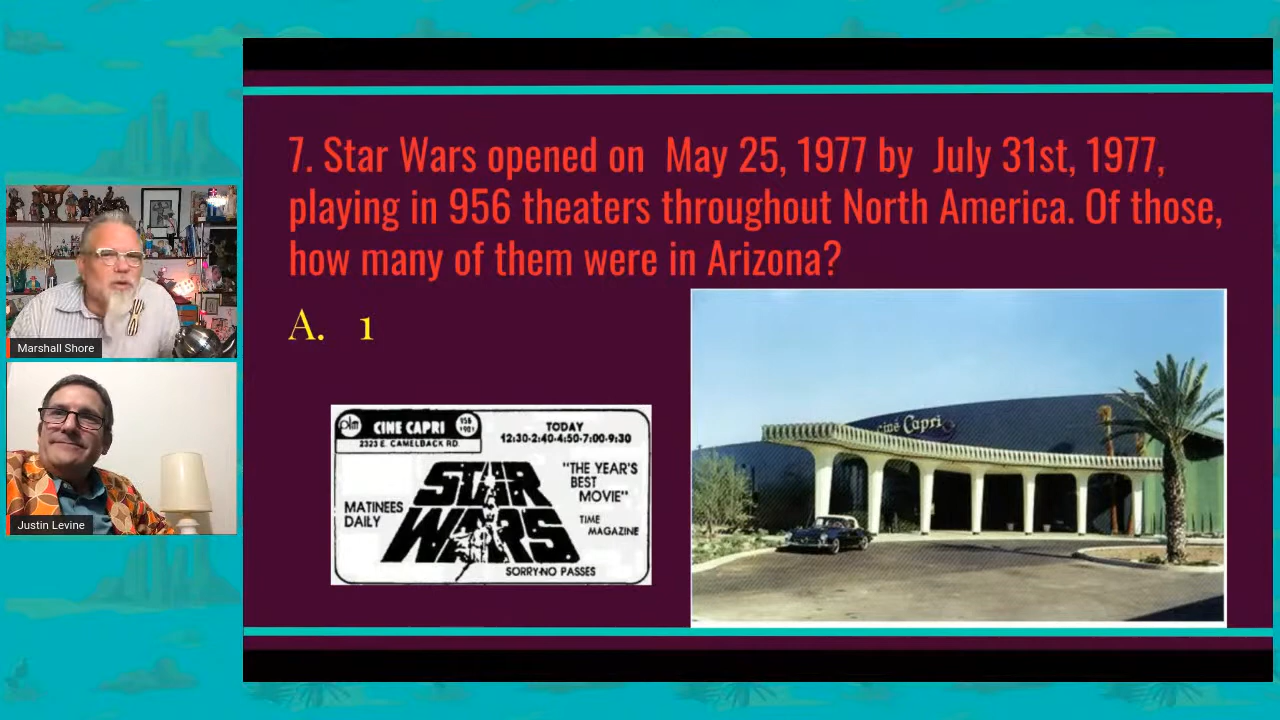 7. Star Wars opened on May 25, 1977 by July 31st, 1977,
playing in 956 theaters throughout North America. Of those,
how many of them were in Arizona?
A. 1
plm CINE CAPRI 956 1901
2323 E. CAMELBACK RD.
TODAY
12:30-2:40-4:50-7:00-9:30
STAR
WARS
MATINEES
DAILY
"THE YEAR'S
BEST
MOVIE"
TIME
MAGAZINE
SORRY-NO PASSES
Ciné Capri
Marshall Shore
Justin Levine